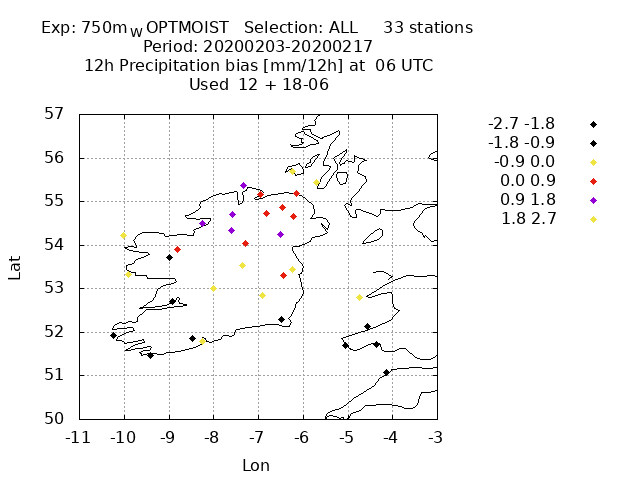 Exp: 750m_W OPTMOIST   Selection: ALL     33 stations
Period: 20200203-20200217
12h Precipitation bias [mm/12h] at  06 UTC
Used  12 + 18-06
57
56
55
54
53
52
51
50
-11 -10 -9 -8 -7 -6 -5 -4 -3
Lat
Lon
-2.7 -1.8
-1.8 -0.9
-0.9 0.0
0.0 0.9
0.9 1.8
1.8 2.7